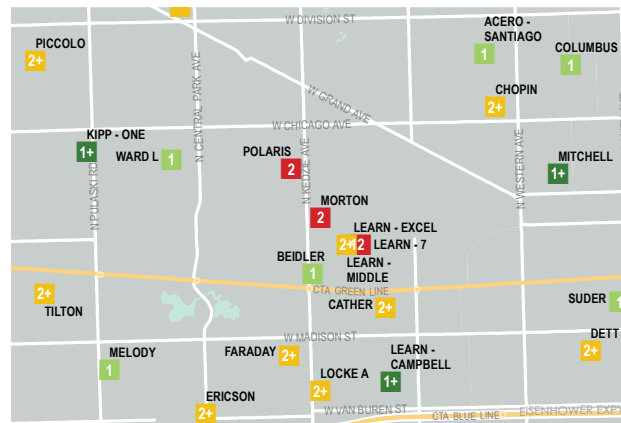 W DIVISION ST
ACERO -
SANTIAGO
1
COLUMBUS
1
PICCOLO
2+
N CENTRAL PARK AVE
W GRAND AVE
CHOPIN
2+
W CHICAGO AVE
KIPP - ONE
1+
WARD L
1
POLARIS
2
N KEDZIE AVE
N PULASKI RD
N WESTERN AVE
MITCHELL
1+
MORTON
2
LEARN - EXCEL
2+
2
LEARN - 7
LEARN -
MIDDLE
BEIDLER
1
CTA GREEN LINE
CATHER
2+
2+
TILTON
SUDER
1
W MADISON ST
DETT
2+
MELODY
1
FARADAY
2+
LEARN -
CAMPBELL
1+
LOCKE A
2+
ERICSON
2+
W VAN BUREN ST
CTA BLUE LINE
EISENHOWER EXPY